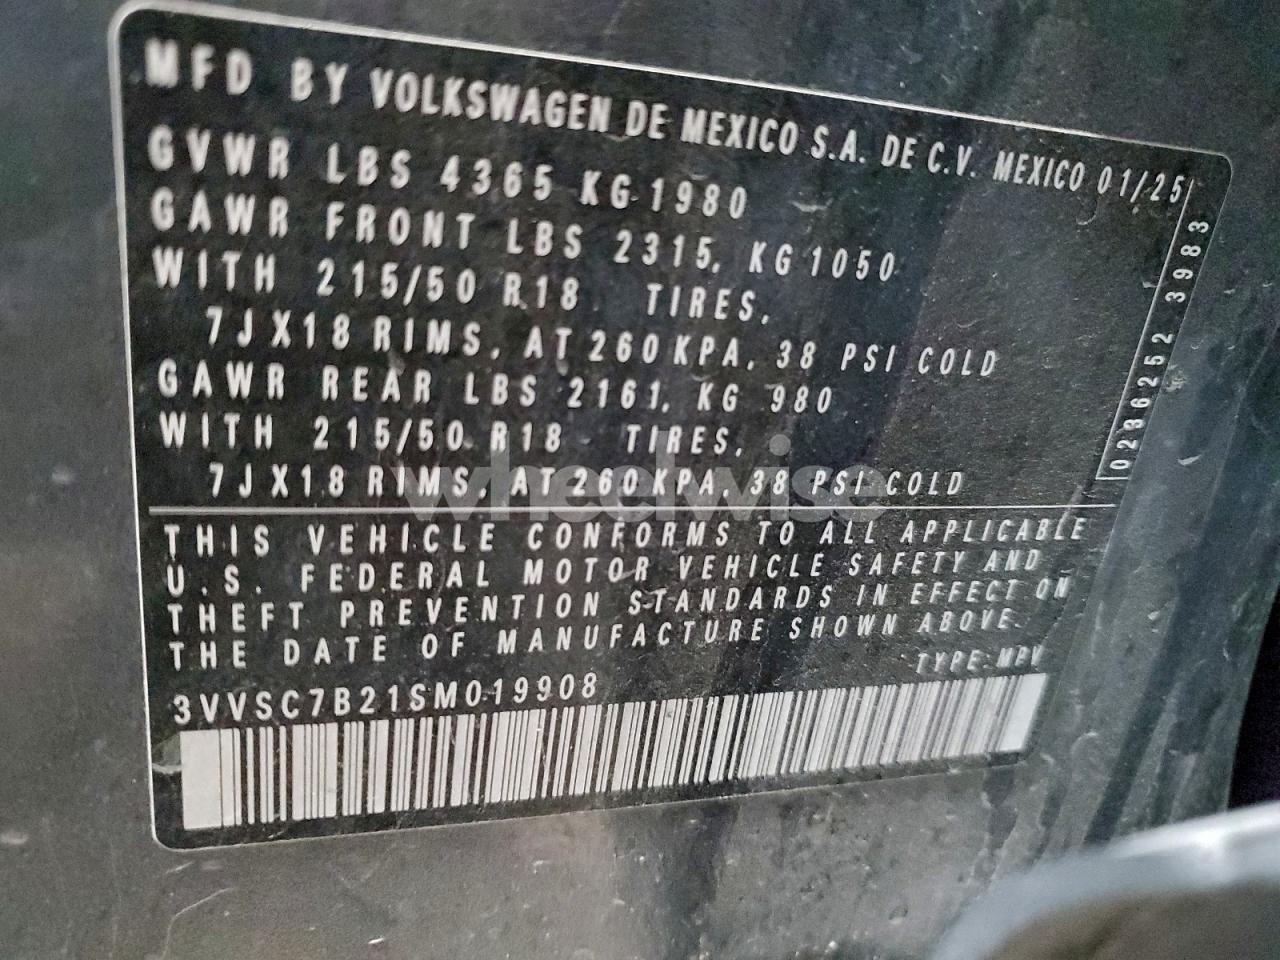 MFD BY VOLKSWAGEN DE MEXICO S.A. DE C.V. MEXICO 01/25
GVWR LBS 4365 KG 1980
GAWR FRONT LBS 2315, KG 1050
WITH 215/50 R18 TIRES,
7JX18 RIMS, AT 260 KPA, 38 PSI COLD
GAWR REAR LBS 2161, KG 980
WITH 215/50 R18 TIRES,
7JX18 RIMS, AT 260 KPA, 38 PSI COLD
0236252 3983
wheelwise
THIS VEHICLE CONFORMS TO ALL APPLICABLE
U.S. FEDERAL MOTOR VEHICLE SAFETY AND
THEFT PREVENTION STANDARDS IN EFFECT ON
THE DATE OF MANUFACTURE SHOWN ABOVE.
TYPE: MPV
3VVSC7B21SM019908